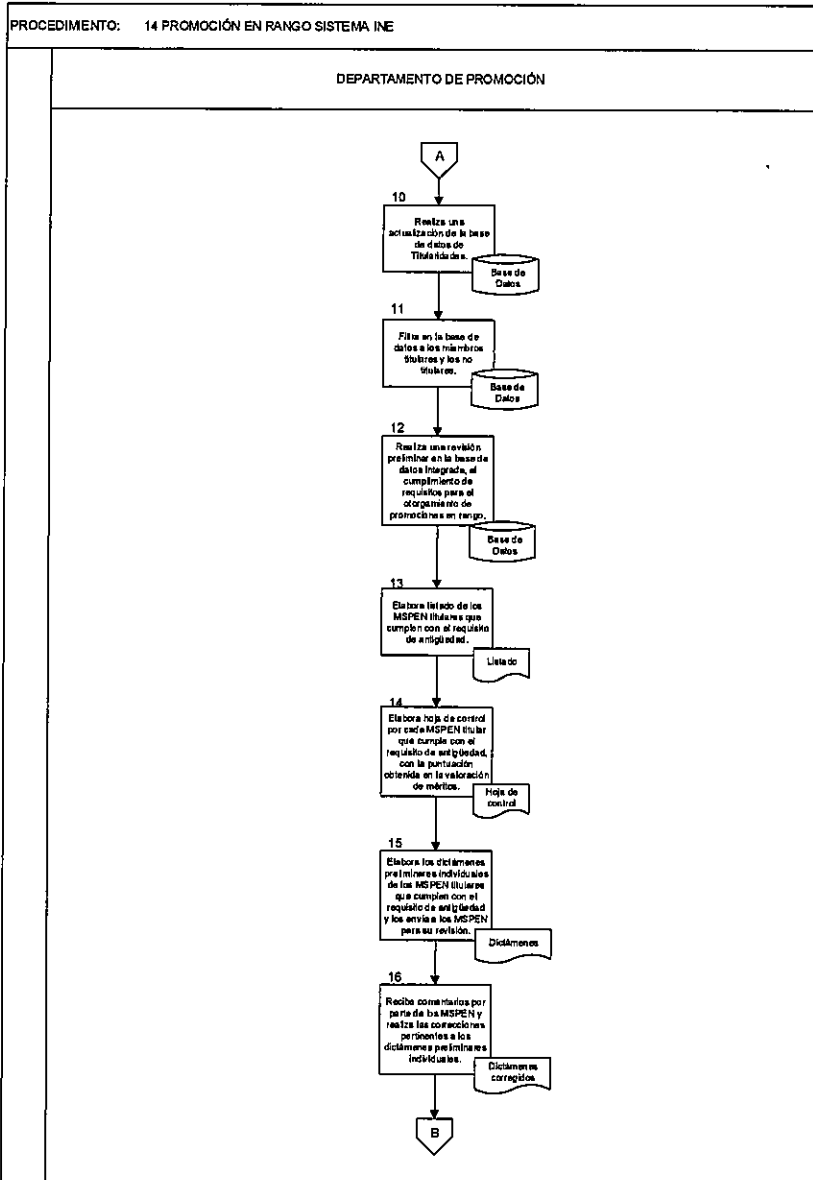 PROCEDIMENTO: 14 PROMOCIÓN EN RANGO SISTEMA INE
DEPARTAMENTO DE PROMOCIÓN
A
10
Realiza una
actualización de la base
de datos de
Titularidades.
Base de
Datos
11
Filtra en la base de
datos a los miembros
titulares y los no
titulares.
Base de
Datos
12
Realiza una revisión
preliminar en la base de
datos integrada, el
cumplimiento de
requisitos para el
otorgamiento de
promociones en rango.
Base de
Datos
13
Elabora listado de los
MSPEN titulares que
cumplen con el requisito
de antigüedad.
Listado
14
Elabora hoja de control
por cada MSPEN titular
que cumple con el
requisito de antigüedad,
con la puntuación
obtenida en la valoración
de méritos.
Hoja de
control
15
Elabora los dictámenes
preliminares individuales
de los MSPEN titulares
que cumplen con el
requisito de antigüedad
y los envía a los MSPEN
para su revisión.
Dictámenes
16
Recibe comentarios por
parte de los MSPEN y
realiza las correcciones
pertinentes a los
dictámenes preliminares
individuales.
Dictámenes
corregidos
B